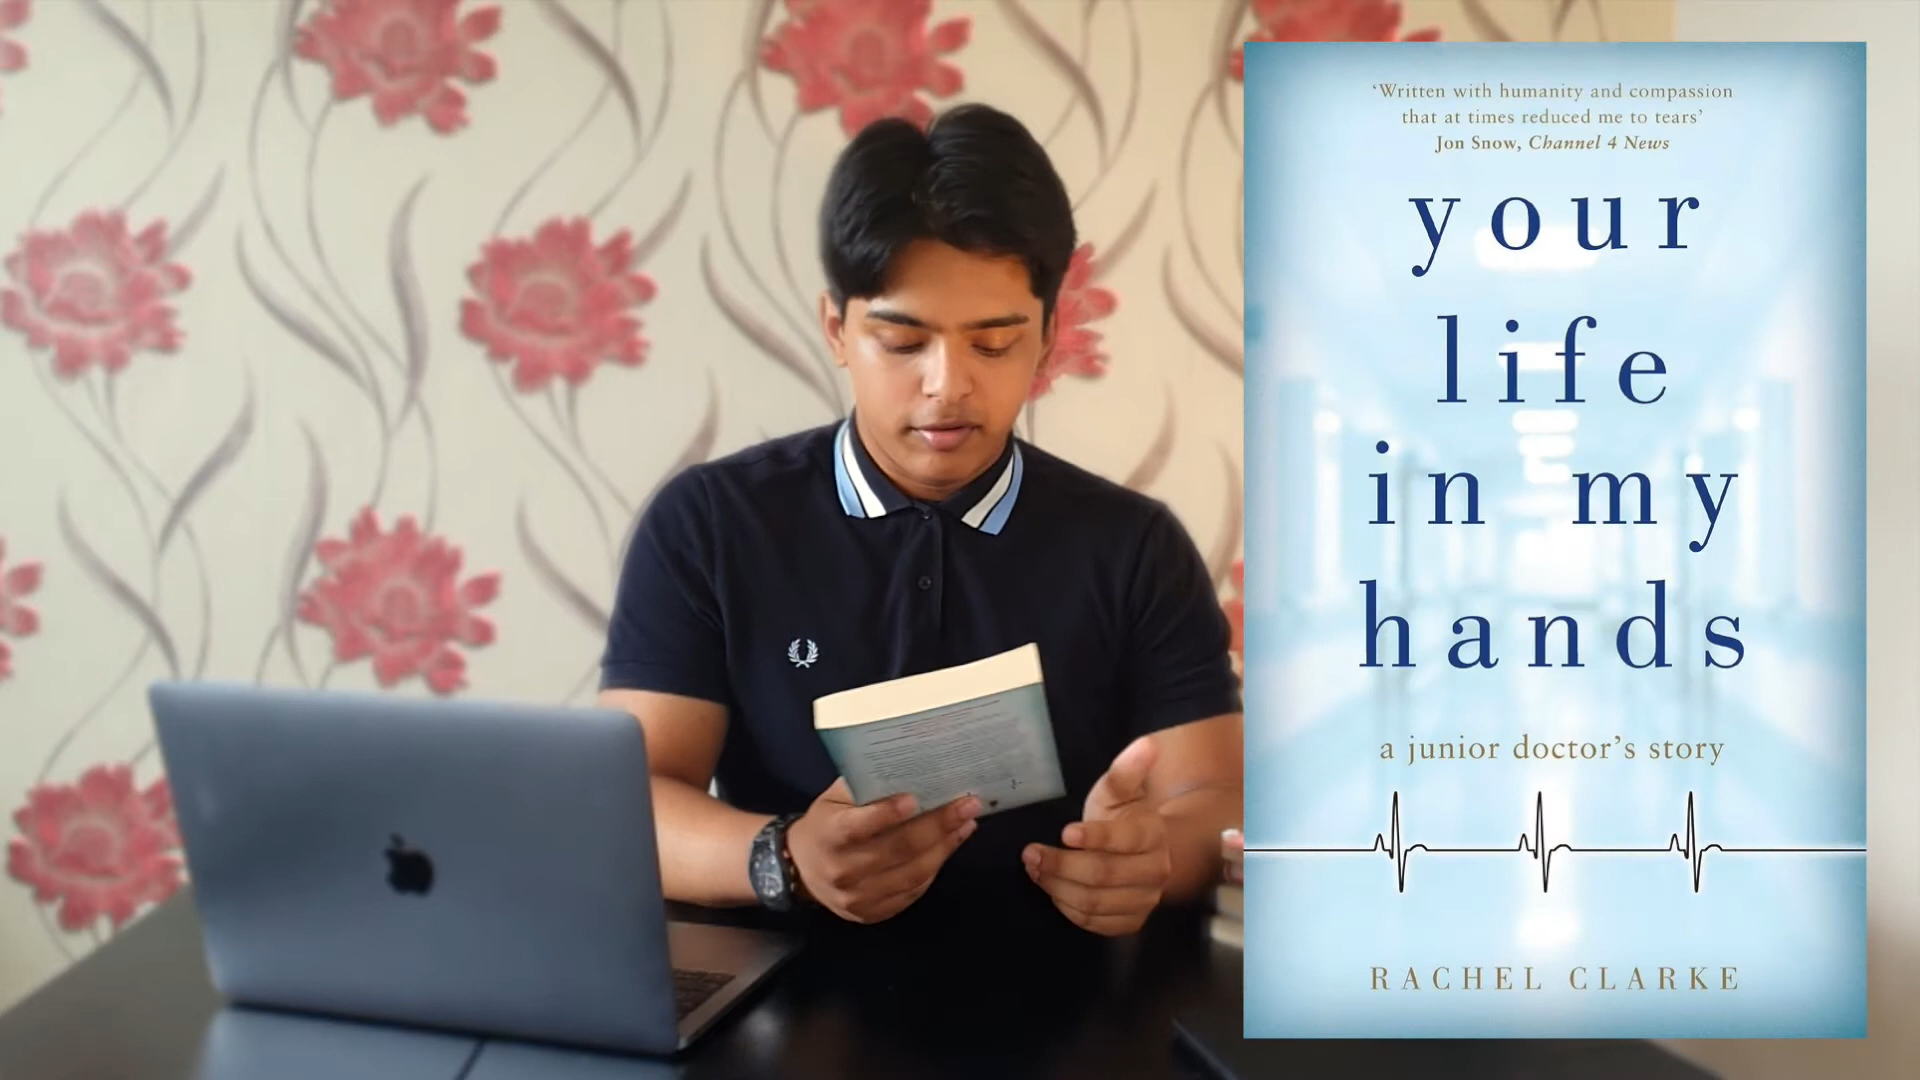 ‘Written with humanity and compassion
that at times reduced me to tears’
Jon Snow, Channel 4 News
your
life
in my
hands
a junior doctor’s story
RACHEL CLARKE